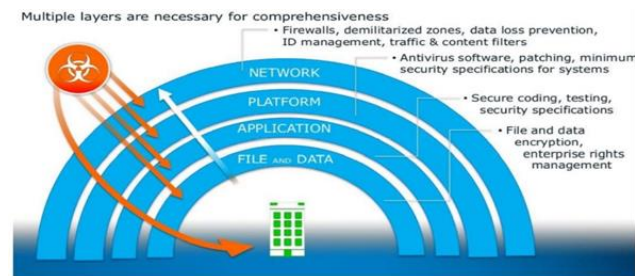 Multiple layers are necessary for comprehensiveness
• Firewalls, demilitarized zones, data loss prevention,
ID management, traffic & content filters
• Antivirus software, patching, minimum
security specifications for systems
• Secure coding, testing,
security specifications
• File and data
encryption,
enterprise rights
management
NETWORK
PLATFORM
APPLICATION
FILE AND DATA